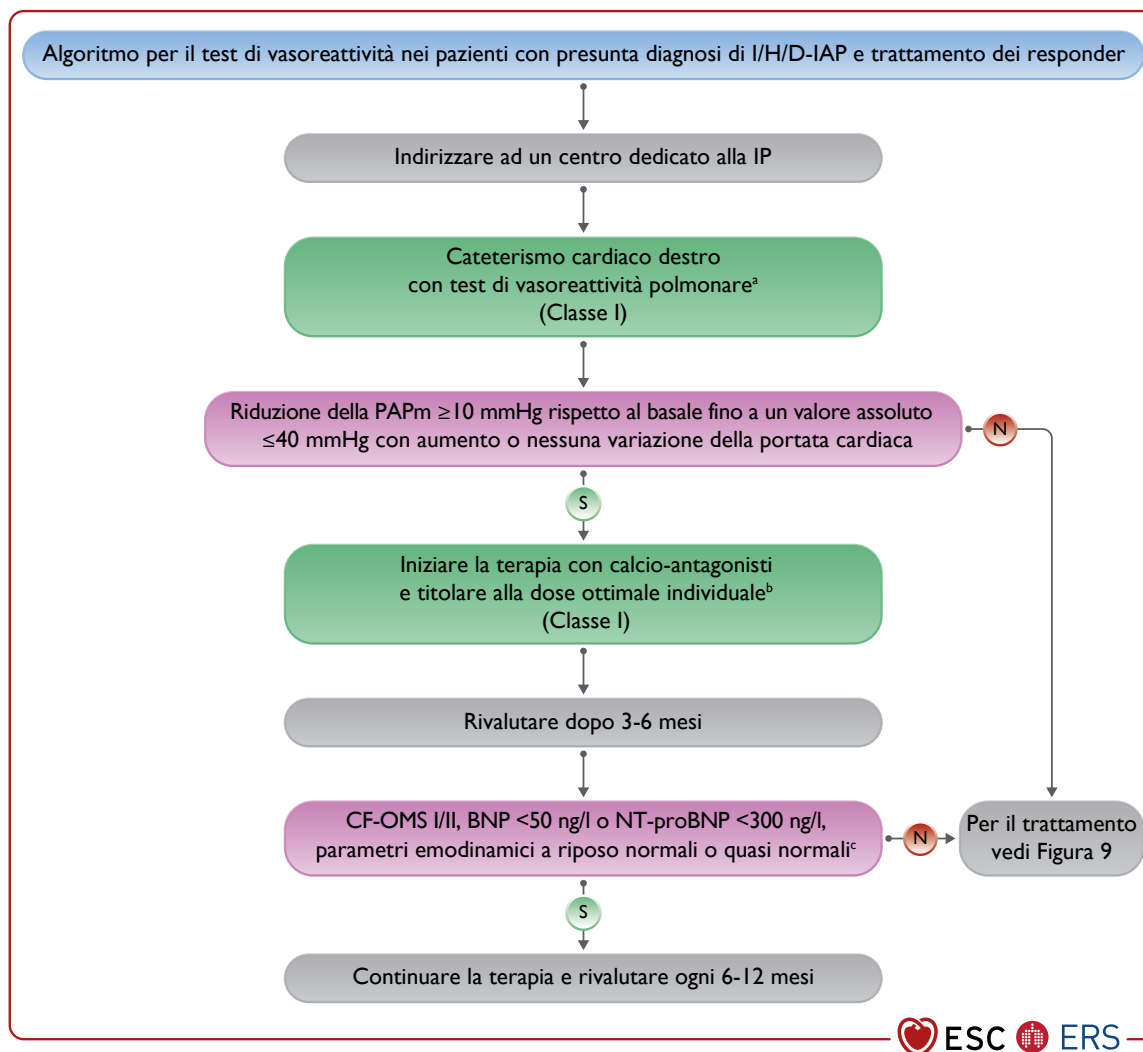 Algoritmo per il test di vasoreattività nei pazienti con presunta diagnosi di I/H/D-IAP e trattamento dei responder
Indirizzare ad un centro dedicato alla IP
Cateterismo cardiaco destro
con test di vasoreattività polmonareᵃ
(Classe I)
Riduzione della PAPm ≥10 mmHg rispetto al basale fino a un valore assoluto
≤40 mmHg con aumento o nessuna variazione della portata cardiaca
N
S
Iniziare la terapia con calcio-antagonisti
e titolare alla dose ottimale individualeᵇ
(Classe I)
Rivalutare dopo 3-6 mesi
CF-OMS I/II, BNP <50 ng/l o NT-proBNP <300 ng/l,
parametri emodinamici a riposo normali o quasi normaliᶜ
N
Per il trattamento
vedi Figura 9
S
Continuare la terapia e rivalutare ogni 6-12 mesi
ESC ERS